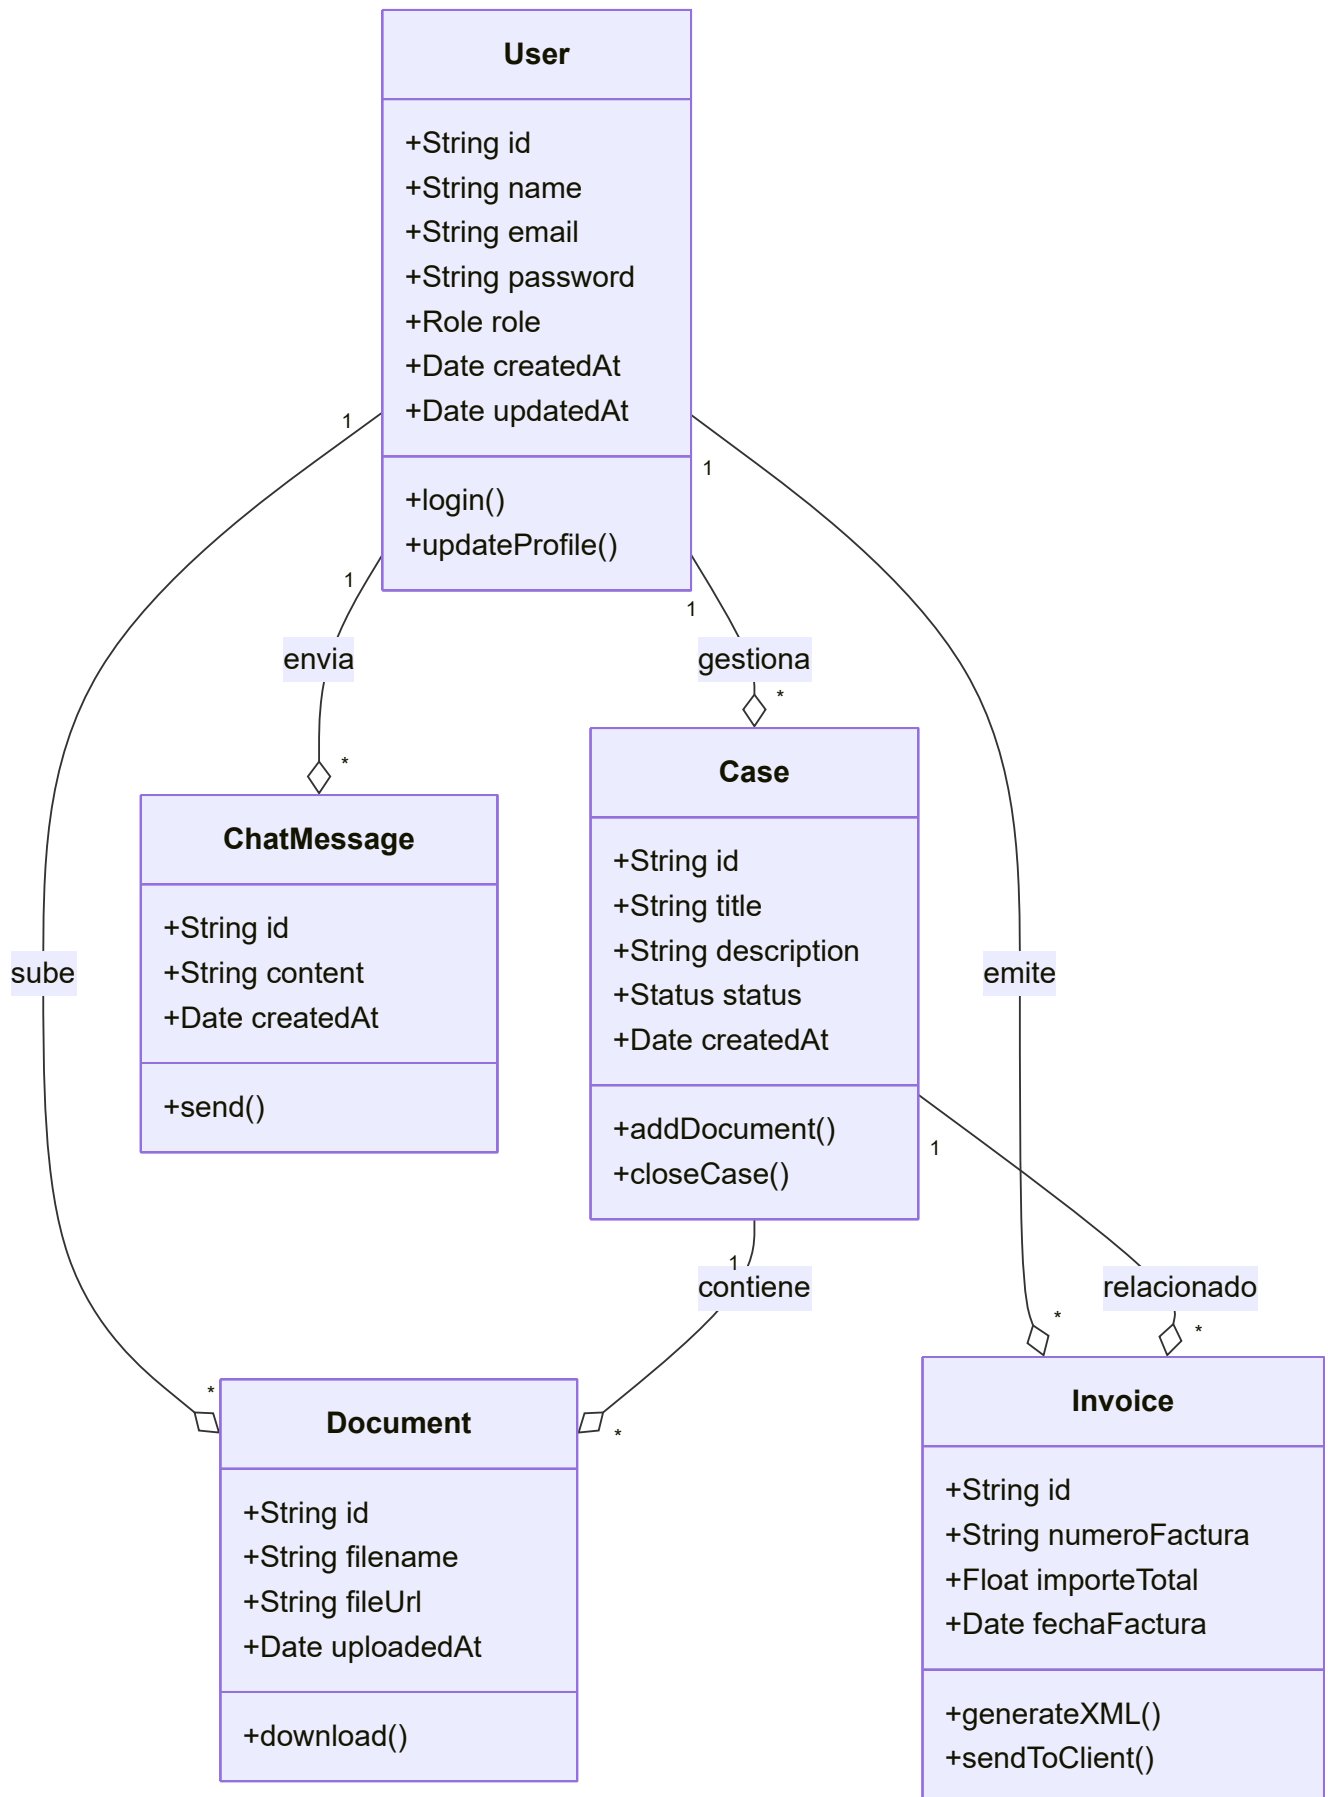 User
+String id
+String name
+String email
+String password
+Role role
+Date createdAt
+Date updatedAt
+login()
+updateProfile()
1
1
1
1
envia
gestiona
*
*
ChatMessage
+String id
+String content
+Date createdAt
+send()
Case
+String id
+String title
+String description
+Status status
+Date createdAt
+addDocument()
+closeCase()
sube
emite
1
1
contiene
relacionado
*
*
*
*
Document
+String id
+String filename
+String fileUrl
+Date uploadedAt
+download()
Invoice
+String id
+String numeroFactura
+Float importeTotal
+Date fechaFactura
+generateXML()
+sendToClient()